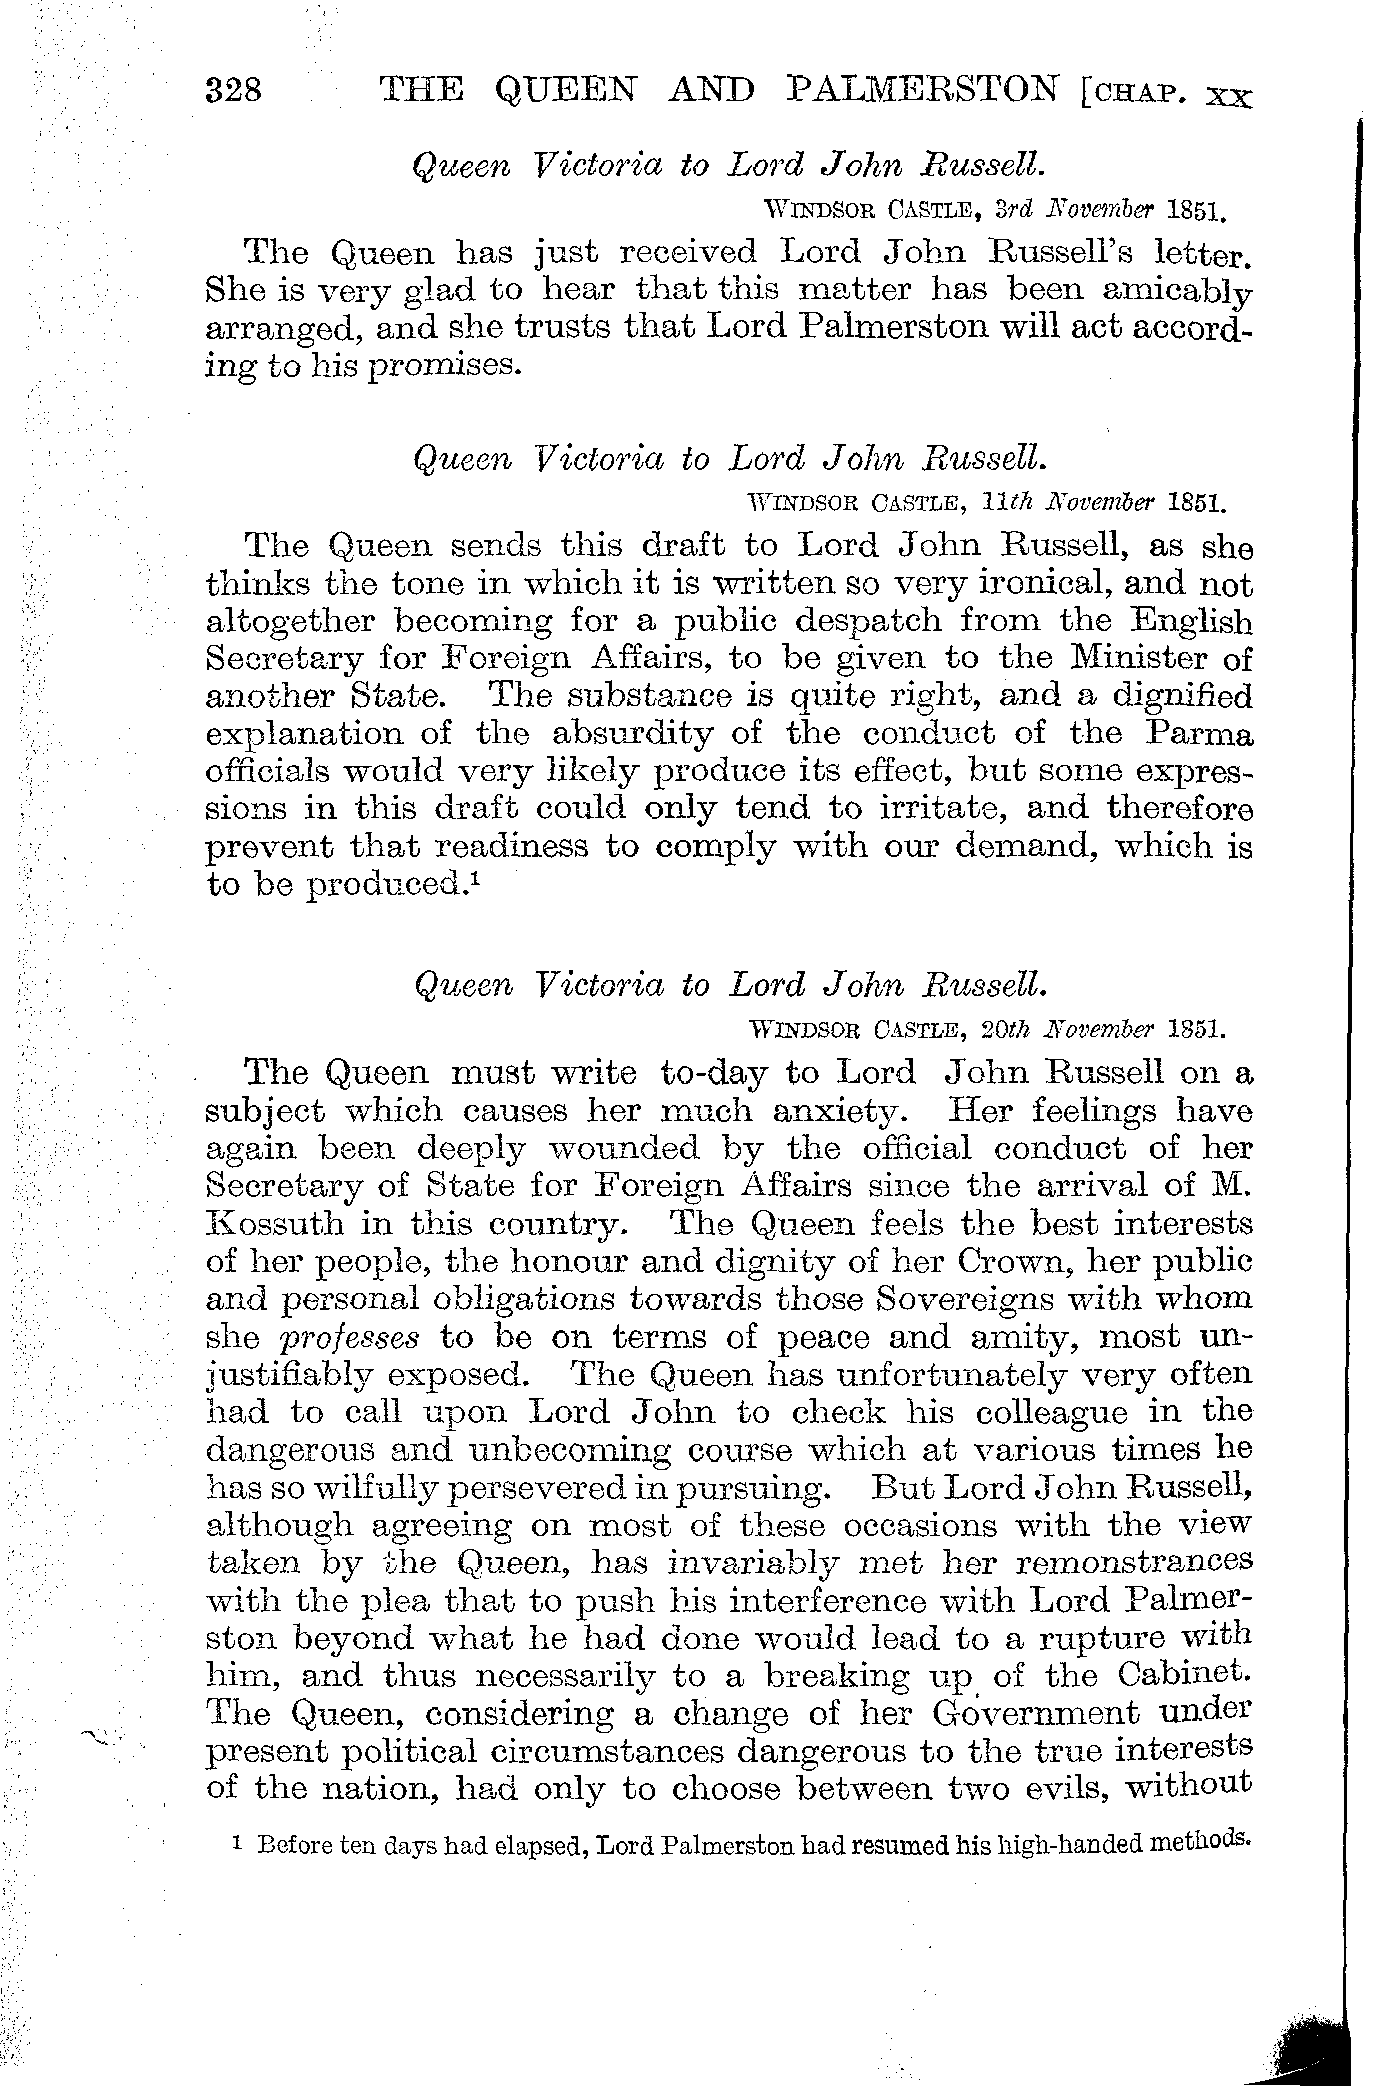 328 THE QUEEN AND PALMERSTON [CHAP. XX
Queen Victoria to Lord John Russell.
WINDSOR CASTLE, 3rd November 1851.
The Queen has just received Lord John Russell's letter.
She is very glad to hear that this matter has been amicably
arranged, and she trusts that Lord Palmerston will act accord-
ing to his promises.
Queen Victoria to Lord John Russell.
WINDSOR CASTLE, 11th November 1851.
The Queen sends this draft to Lord John Russell, as she
thinks the tone in which it is written so very ironical, and not
altogether becoming for a public despatch from the English
Secretary for Foreign Affairs, to be given to the Minister of
another State. The substance is quite right, and a dignified
explanation of the absurdity of the conduct of the Parma
officials would very likely produce its effect, but some expres-
sions in this draft could only tend to irritate, and therefore
prevent that readiness to comply with our demand, which is
to be produced.¹
Queen Victoria to Lord John Russell.
WINDSOR CASTLE, 20th November 1851.
The Queen must write to-day to Lord John Russell on a
subject which causes her much anxiety. Her feelings have
again been deeply wounded by the official conduct of her
Secretary of State for Foreign Affairs since the arrival of M.
Kossuth in this country. The Queen feels the best interests
of her people, the honour and dignity of her Crown, her public
and personal obligations towards those Sovereigns with whom
she professes to be on terms of peace and amity, most un-
justifiably exposed. The Queen has unfortunately very often
had to call upon Lord John to check his colleague in the
dangerous and unbecoming course which at various times he
has so wilfully persevered in pursuing. But Lord John Russell,
although agreeing on most of these occasions with the view
taken by the Queen, has invariably met her remonstrances
with the plea that to push his interference with Lord Palmer-
ston beyond what he had done would lead to a rupture with
him, and thus necessarily to a breaking up of the Cabinet.
The Queen, considering a change of her Government under
present political circumstances dangerous to the true interests
of the nation, had only to choose between two evils, without
1 Before ten days had elapsed, Lord Palmerston had resumed his high-handed methods.